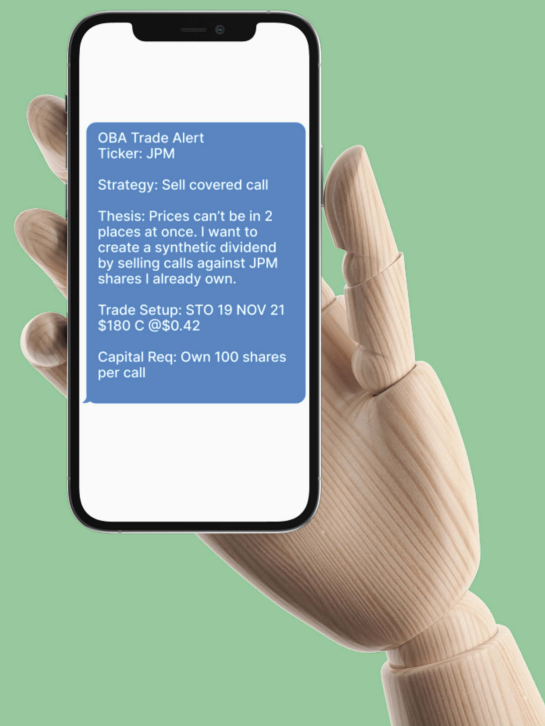 OBA Trade Alert
Ticker: JPM
Strategy: Sell covered call
Thesis: Prices can't be in 2
places at once. I want to
create a synthetic dividend
by selling calls against JPM
shares I already own.
Trade Setup: STO 19 NOV 21
$180 C @$0.42
Capital Req: Own 100 shares
per call